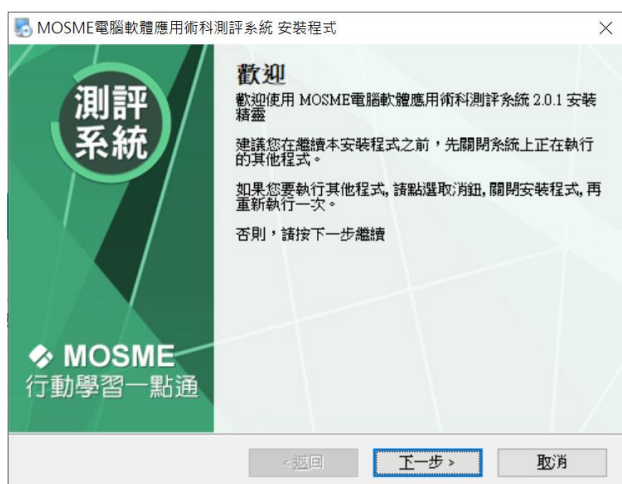 MOSME電腦軟體應用術科測評系統 安裝程式
測評
系統
歡迎
歡迎使用 MOSME電腦軟體應用術科測評系統 2.0.1 安裝
精靈
建議您在繼續本安裝程式之前，先關閉系統上正在執行
的其他程式。
如果您要執行其他程式, 請點選取消鈕, 關閉安裝程式, 再
重新執行一次。
否則，請按下一步繼續
MOSME
行動學習一點通
<返回
下一步 >
取消